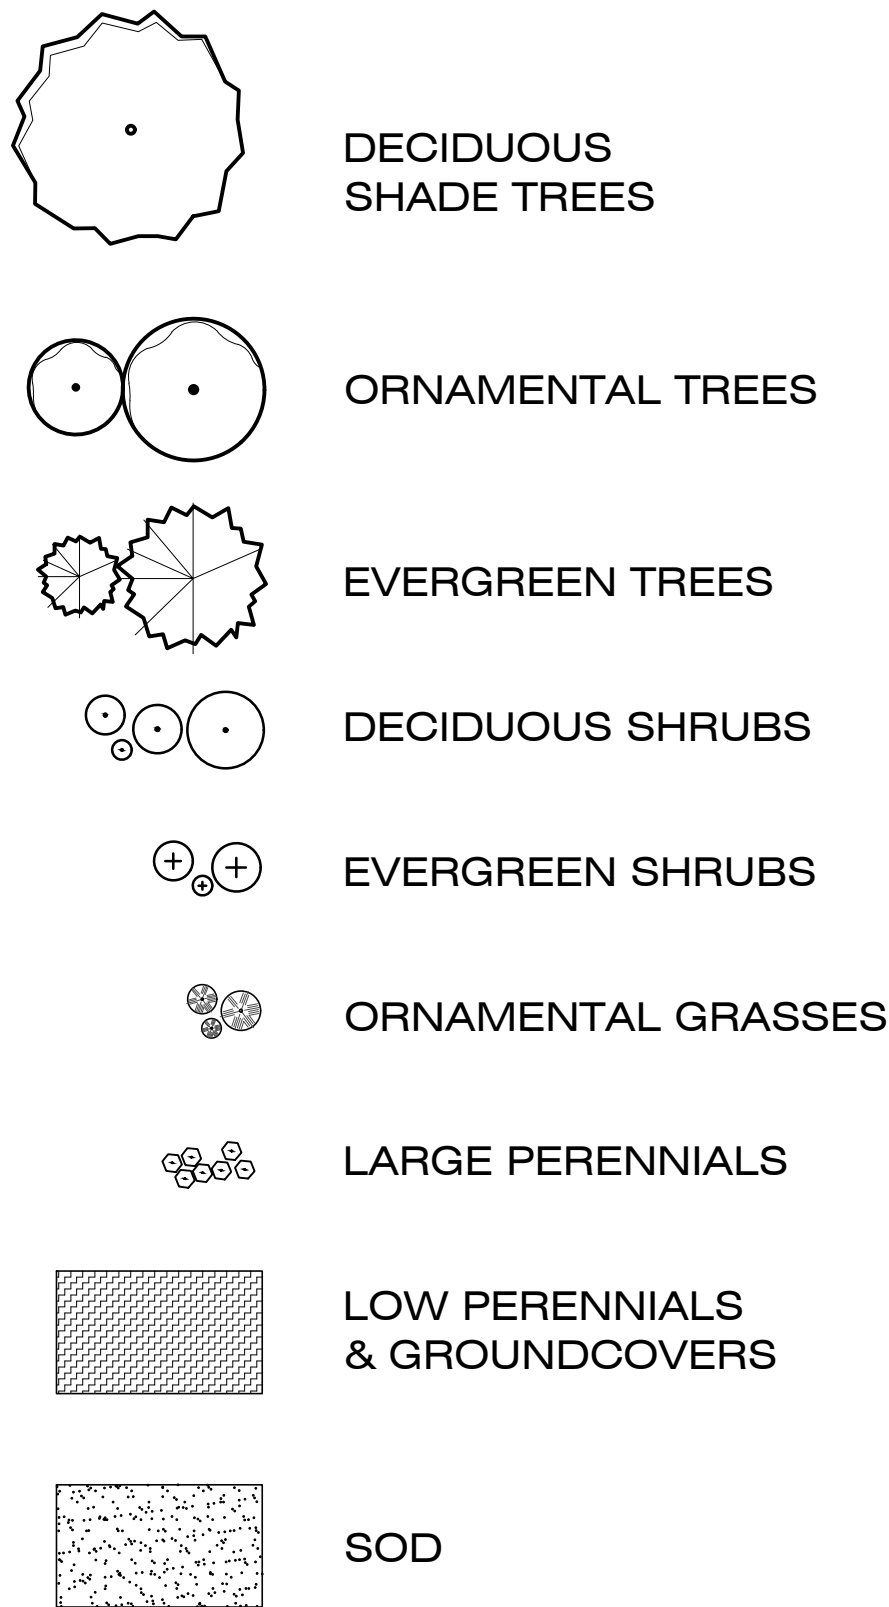 DECIDUOUS
SHADE TREES
ORNAMENTAL TREES
EVERGREEN TREES
DECIDUOUS SHRUBS
EVERGREEN SHRUBS
ORNAMENTAL GRASSES
LARGE PERENNIALS
LOW PERENNIALS
& GROUNDCOVERS
SOD